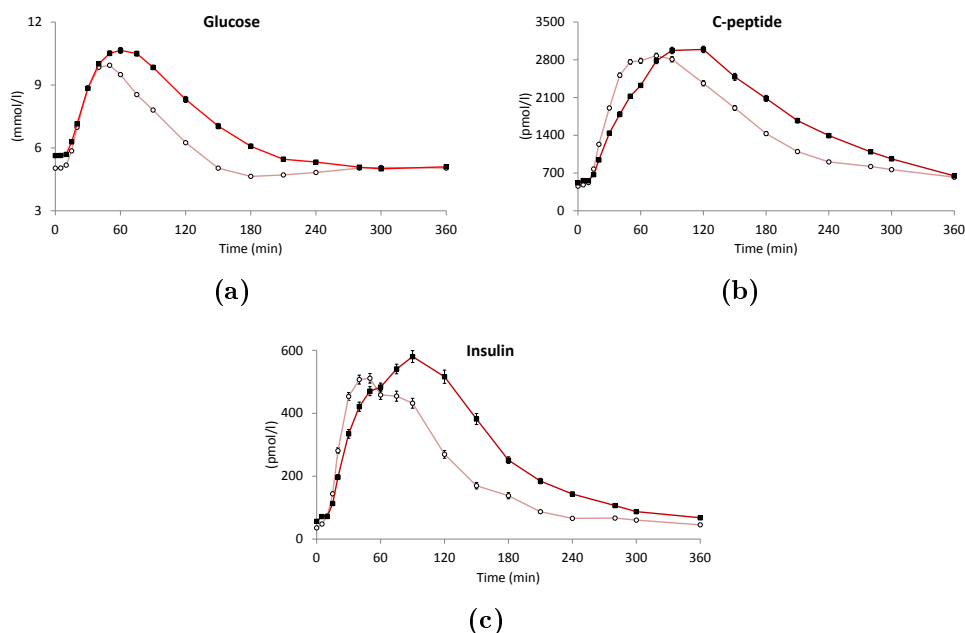 Glucose
(mmol/l)
12
9
6
3
0 60 120 180 240 300 360
Time (min)
(a)
C-peptide
(pmol/l)
3500
2800
2100
1400
700
0
0 60 120 180 240 300 360
Time (min)
(b)
Insulin
(pmol/l)
600
400
200
0
0 60 120 180 240 300 360
Time (min)
(c)